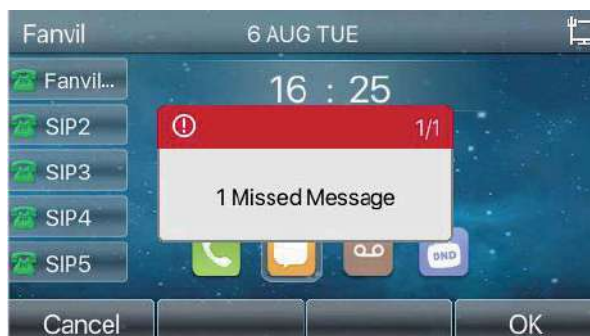 Fanvil 6 AUG TUE
Fanvil...
16 : 25
SIP2
1/1
SIP3
1 Missed Message
SIP4
SIP5
DND
Cancel OK